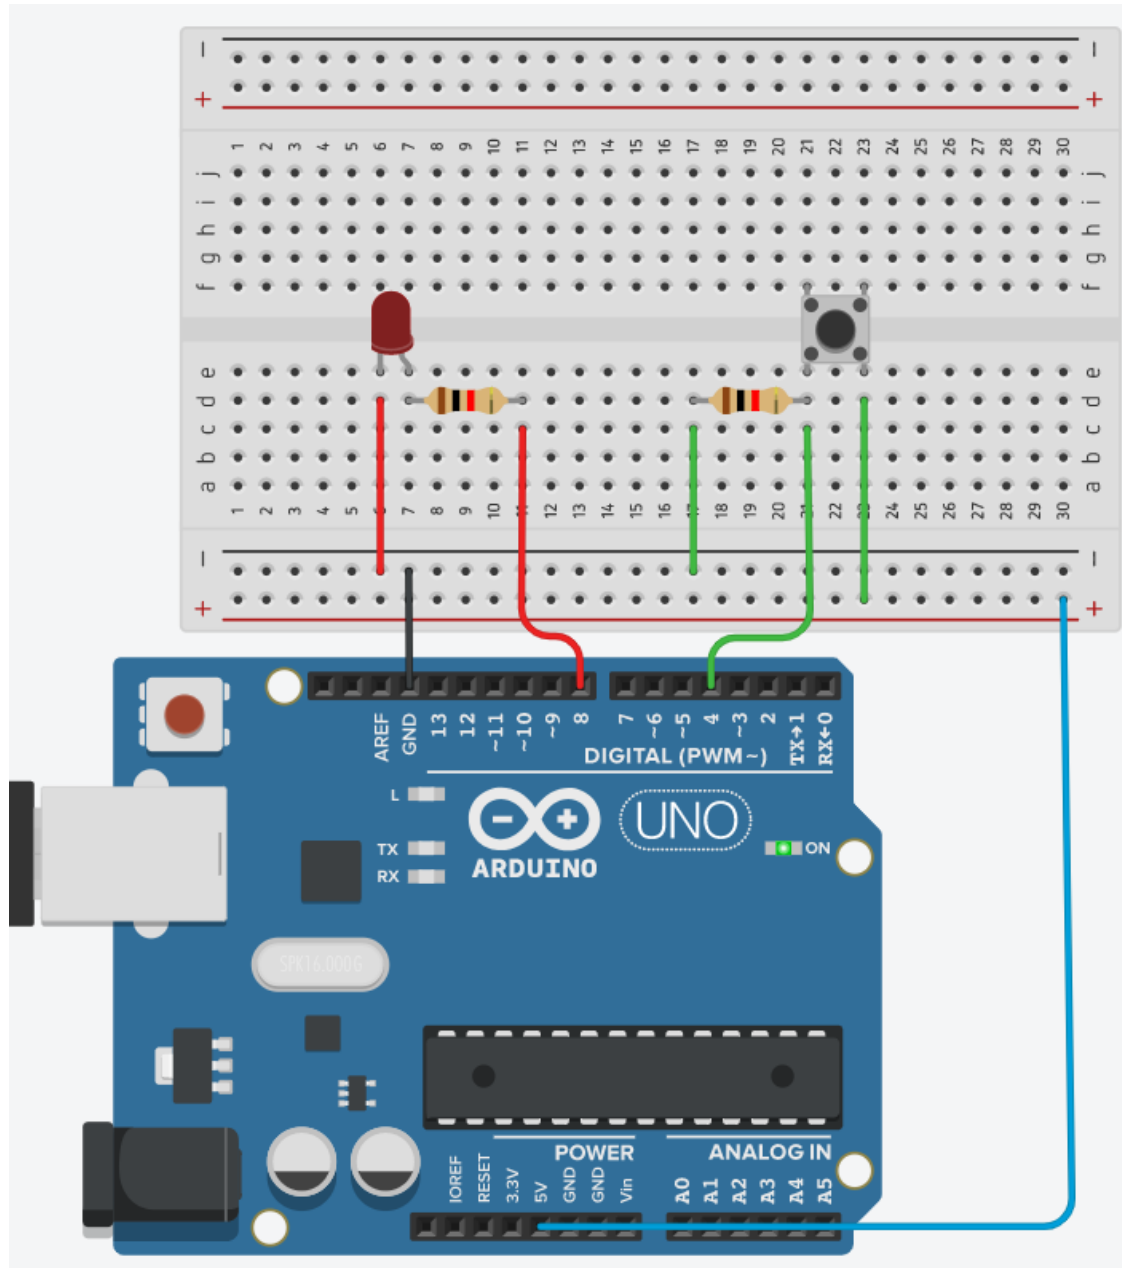 - -
+ +
1 2 3 4 5 6 7 8 9 10 11 12 13 14 15 16 17 18 19 20 21 22 23 24 25 26 27 28 29 30
j j
i i
h h
g g
f f
e e
d d
c c
b b
a a
1 2 3 4 5 6 7 8 9 10 11 12 13 14 15 16 17 18 19 20 21 22 23 24 25 26 27 28 29 30
- -
+ +
AREF GND 13 12 ~11 ~10 ~9 8 7 ~6 ~5 4 ~3 2 TX→1 RX←0
DIGITAL (PWM~)
L
TX
RX
- +
UNO
ARDUINO
ON
SPK16.000G
POWER ANALOG IN
IOREF RESET 3.3V 5V GND GND Vin A0 A1 A2 A3 A4 A5